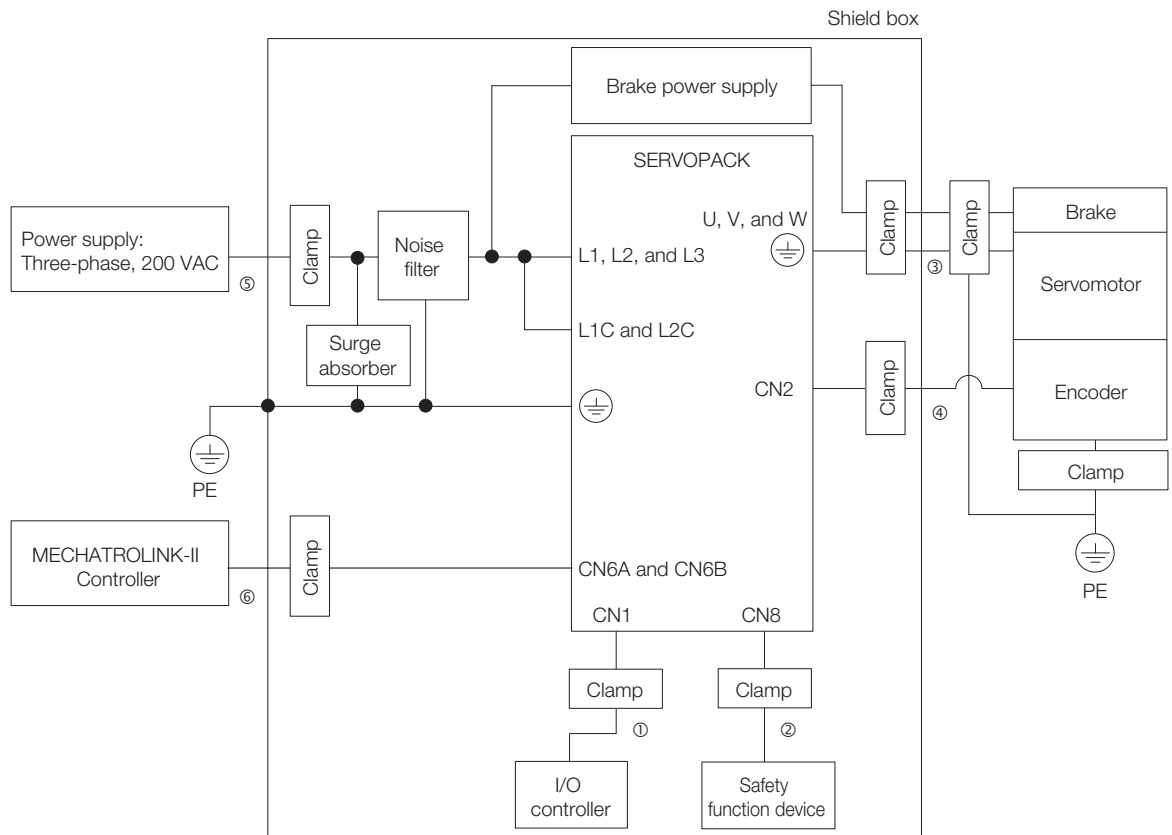 Shield box
Brake power supply
SERVOPACK
U, V, and W
Clamp
Clamp
Brake
Power supply:
Three-phase, 200 VAC
⑤
Clamp
Noise
filter
L1, L2, and L3
③
Servomotor
L1C and L2C
Surge
absorber
CN2
Clamp
④
Encoder
PE
Clamp
MECHATROLINK-II
Controller
⑥
Clamp
CN6A and CN6B
PE
CN1
CN8
Clamp
Clamp
①
②
I/O
controller
Safety
function device